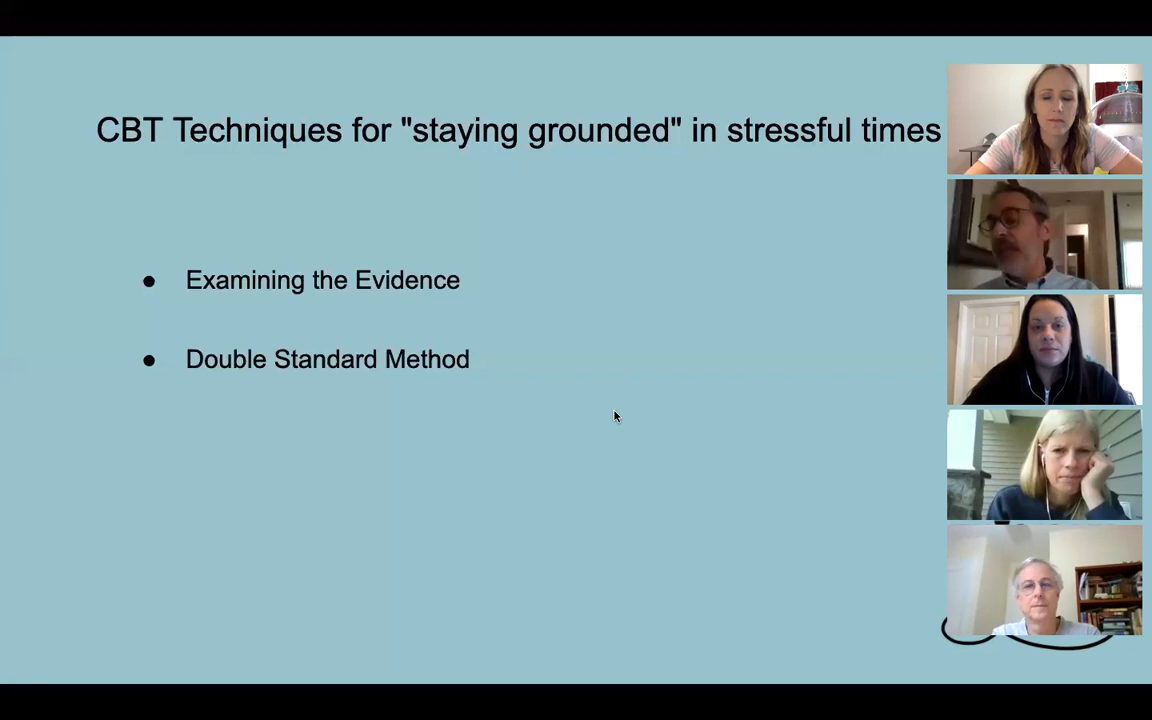 CBT Techniques for "staying grounded" in stressful times
● Examining the Evidence
● Double Standard Method